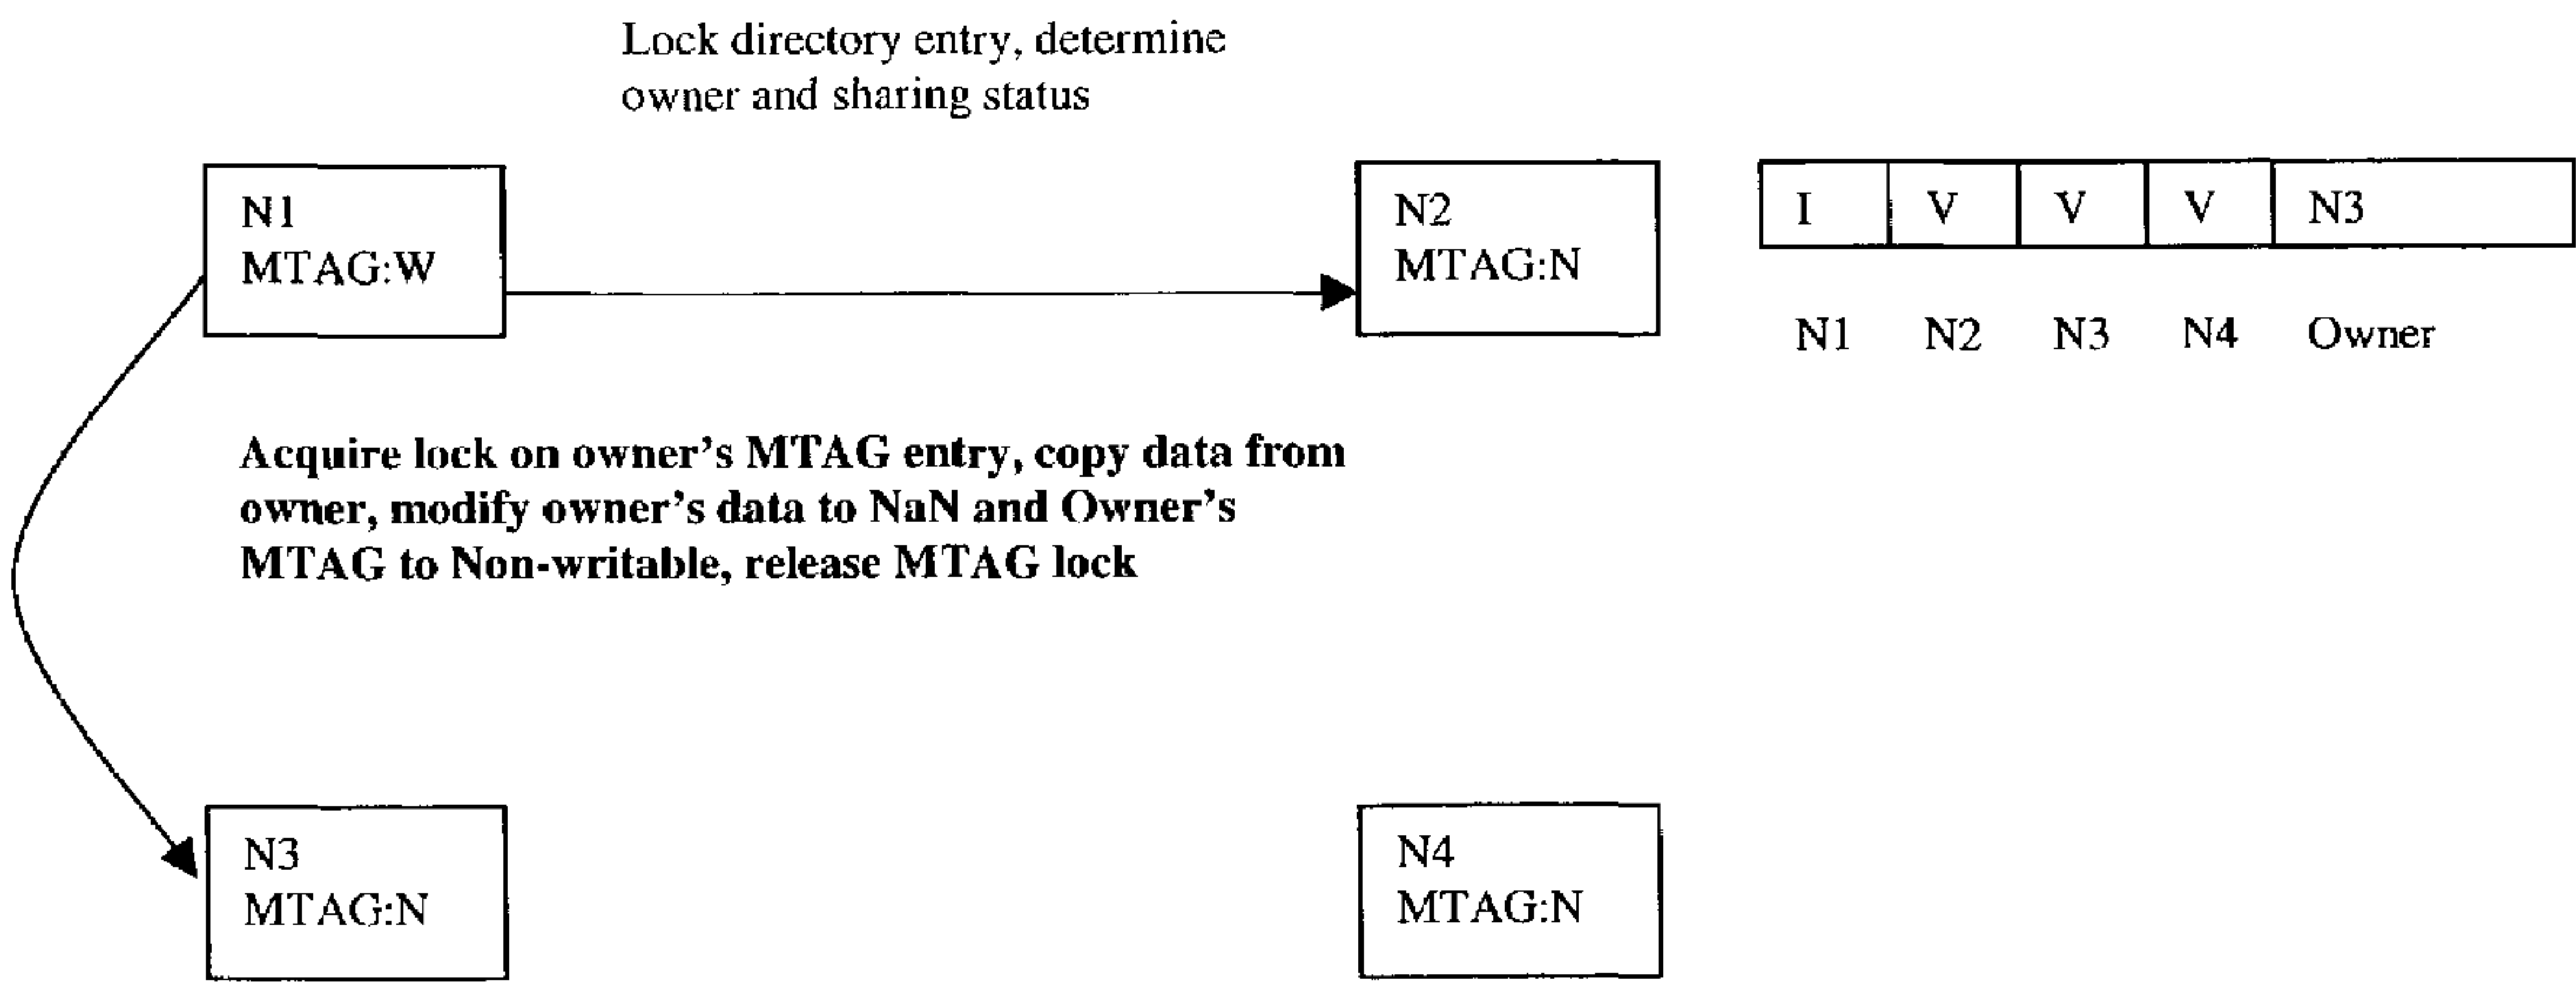 Lock directory entry, determine
owner and sharing status
N1
MTAG:W
N2
MTAG:N
I V V V N3
N1 N2 N3 N4 Owner
Acquire lock on owner’s MTAG entry, copy data from
owner, modify owner’s data to NaN and Owner’s
MTAG to Non-writable, release MTAG lock
N3
MTAG:N
N4
MTAG:N